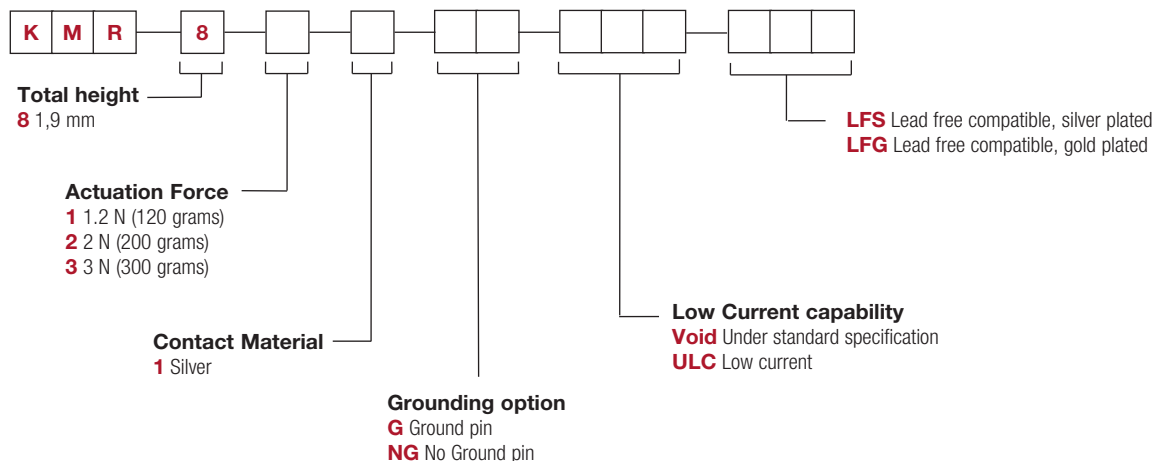 K M R 8
Total height
8 1,9 mm
LFS Lead free compatible, silver plated
LFG Lead free compatible, gold plated
Actuation Force
1 1.2 N (120 grams)
2 2 N (200 grams)
3 3 N (300 grams)
Low Current capability
Void Under standard specification
ULC Low current
Contact Material
1 Silver
Grounding option
G Ground pin
NG No Ground pin